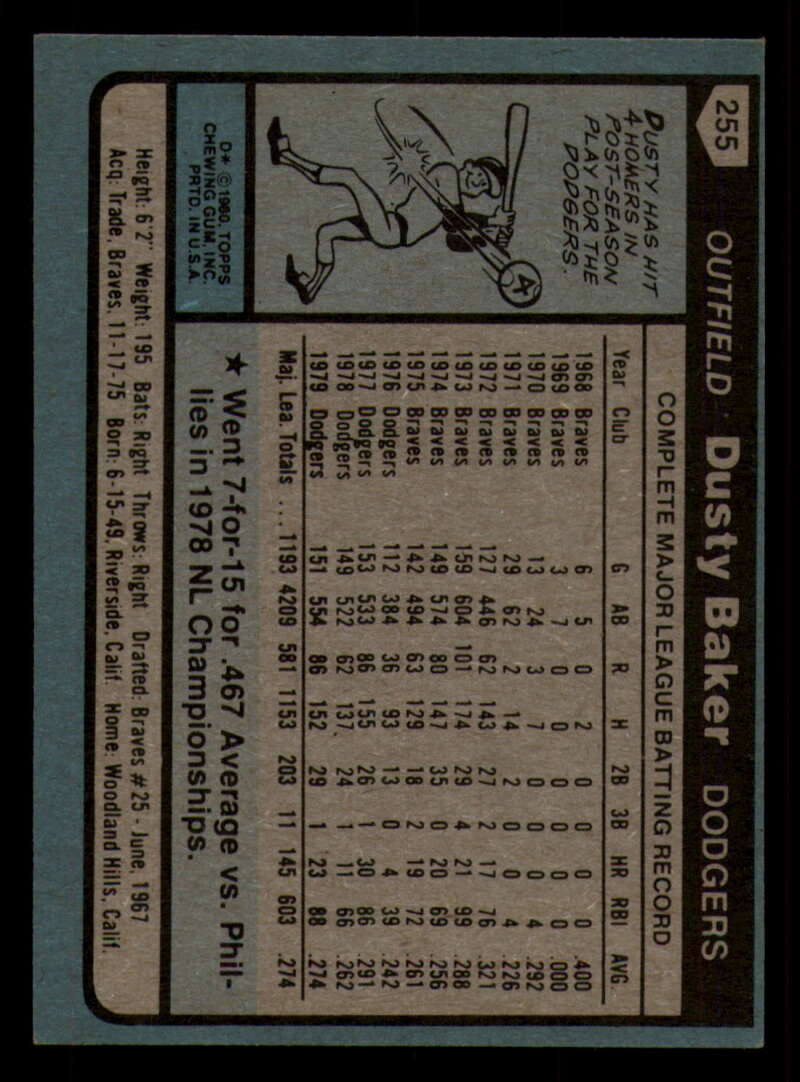 255 OUTFIELD Dusty Baker DODGERS
DUSTY HAS HIT
4 HOMERS IN
POST-SEASON
PLAY FOR THE
DODGERS.
4
D✶ © 1980, TOPPS
CHEWING GUM, INC.
PRTD. IN U.S.A.
COMPLETE MAJOR LEAGUE BATTING RECORD
Year Club G AB R H 2B 3B HR RBI AVG.
1968 Braves 6 5 0 2 0 0 0 0 .400
1969 Braves 3 7 0 0 0 0 0 0 .000
1970 Braves 13 24 3 7 0 0 0 4 .292
1971 Braves 29 62 2 14 2 0 0 4 .226
1972 Braves 127 446 62 143 27 2 17 76 .321
1973 Braves 159 604 101 174 29 4 21 99 .288
1974 Braves 149 574 80 147 35 0 20 69 .256
1975 Braves 142 494 63 129 18 2 19 72 .261
1976 Dodgers 112 384 36 93 13 0 4 39 .242
1977 Dodgers 153 533 86 155 26 1 30 86 .291
1978 Dodgers 149 522 62 137 24 1 11 66 .262
1979 Dodgers 151 554 86 152 29 1 23 88 .274
Maj. Lea. Totals ... 1193 4209 581 1153 203 11 145 603 .274
★ Went 7-for-15 for .467 Average vs. Phil-
lies in 1978 NL Championships.
Height: 6'2" Weight: 195 Bats: Right Throws: Right Drafted: Braves #25 - June, 1967
Acq: Trade, Braves, 11-17-75 Born: 6-15-49, Riverside, Calif. Home: Woodland Hills, Calif.